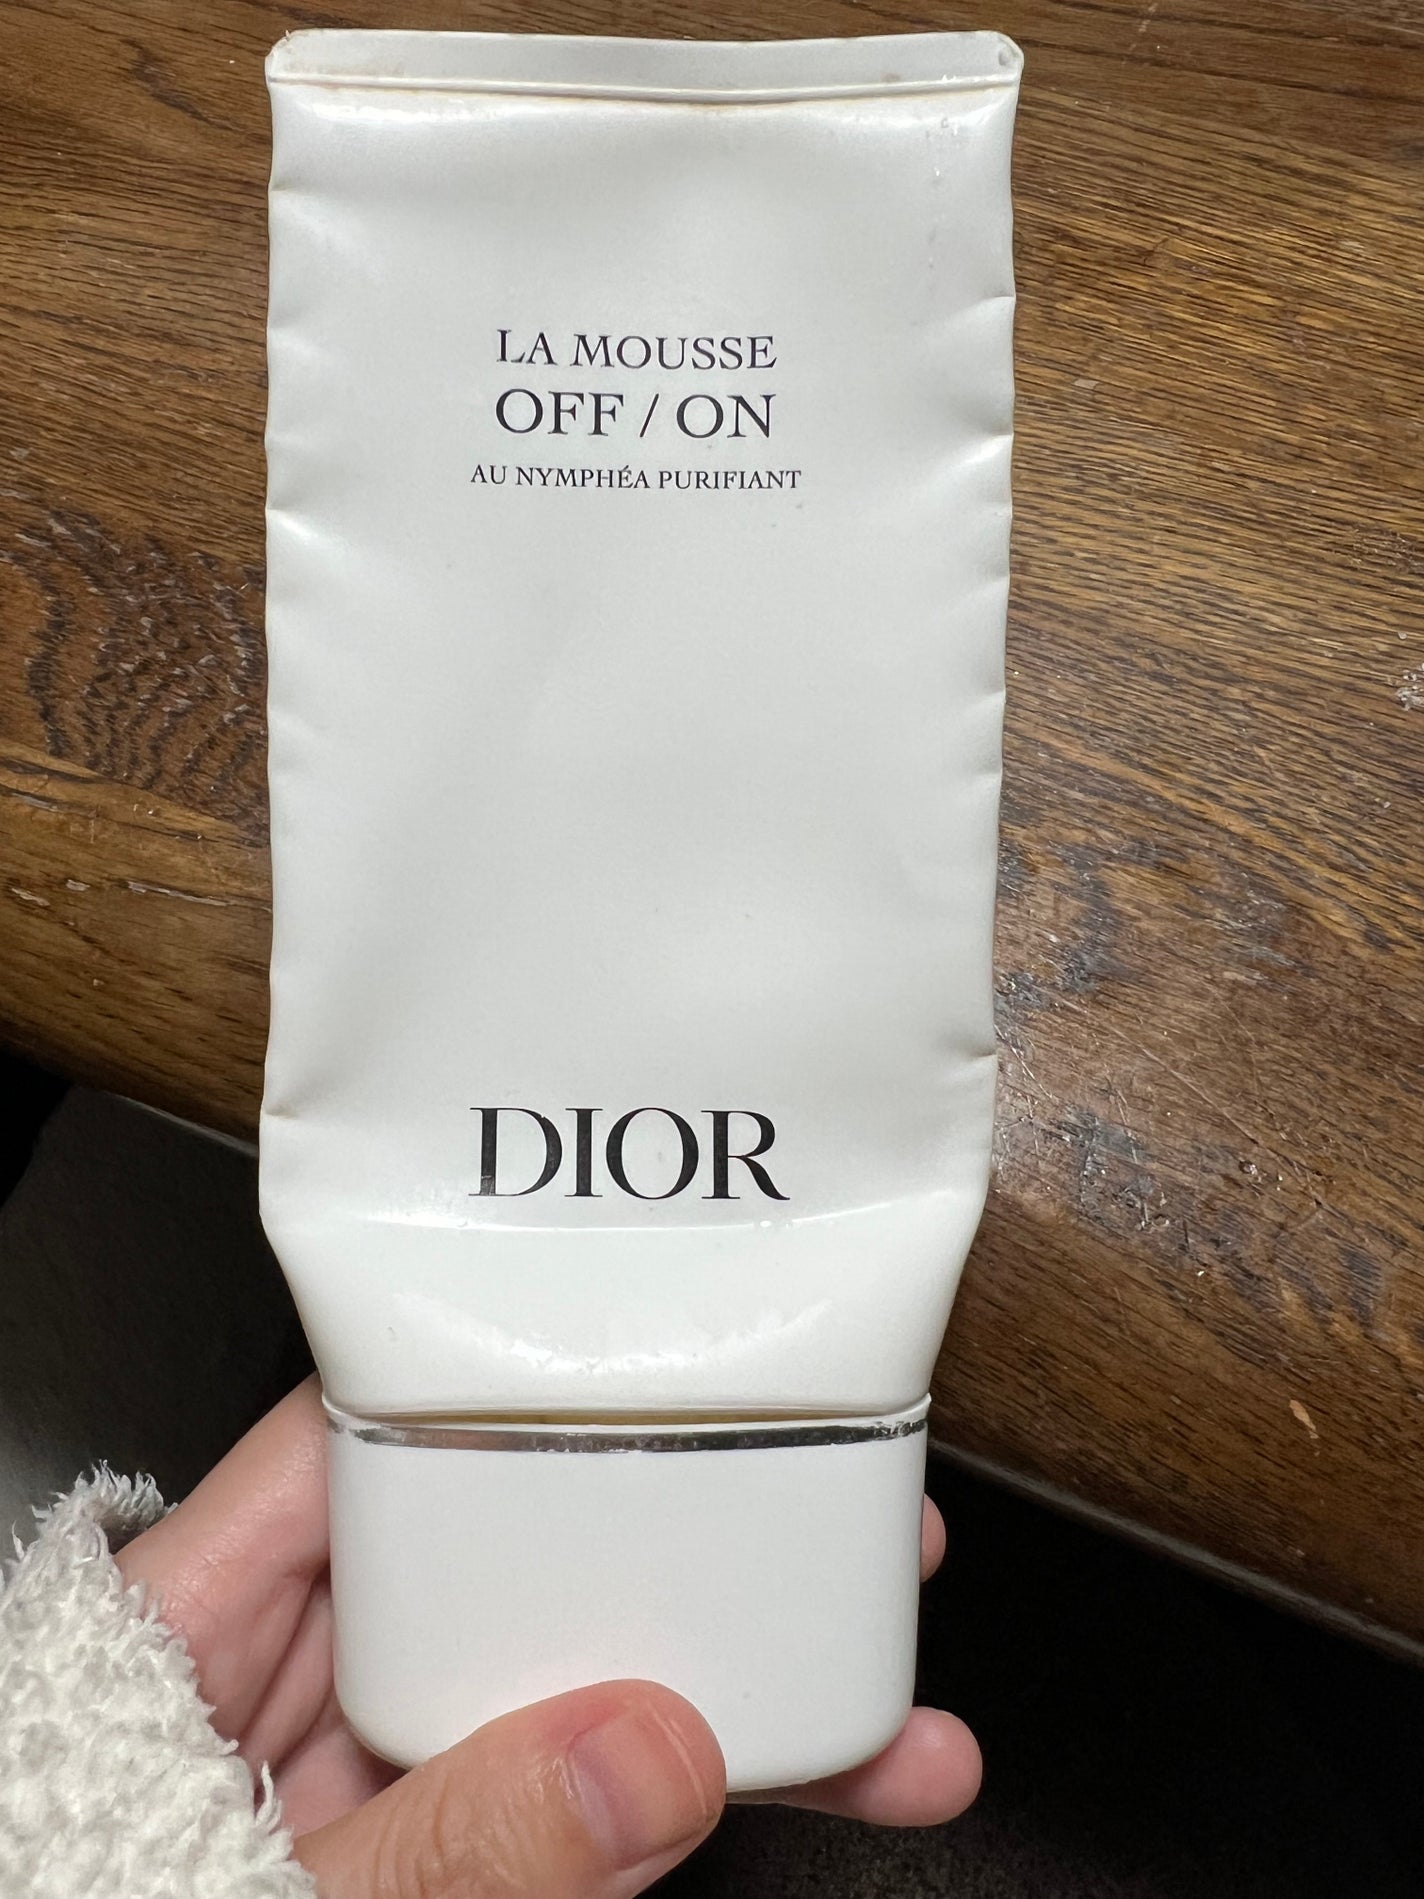 LA MOUSSE
OFF / ON
AU NYMPHÉA PURIFIANT
DIOR